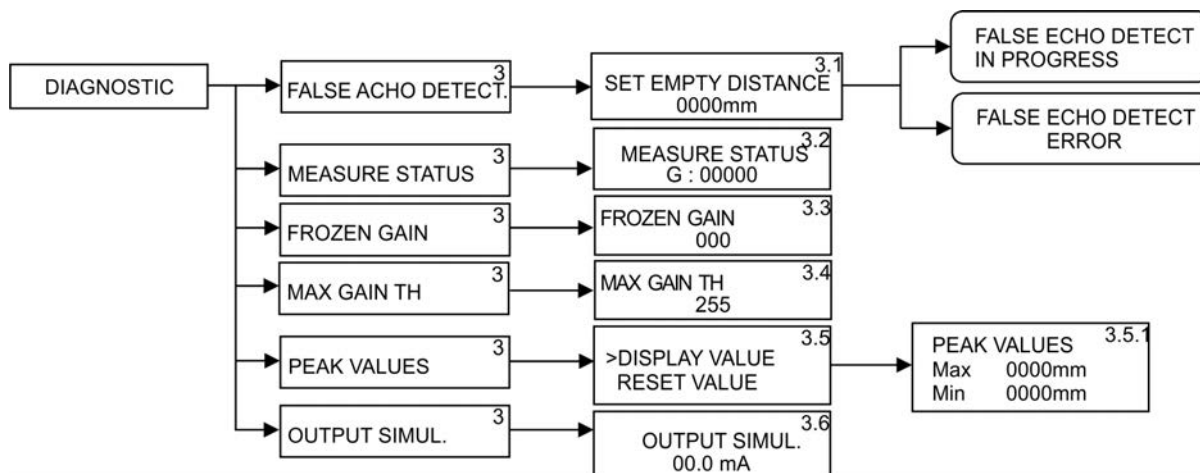 DIAGNOSTIC
3
FALSE ACHO DETECT.
3.1
SET EMPTY DISTANCE
0000mm
FALSE ECHO DETECT
IN PROGRESS
FALSE ECHO DETECT
ERROR
3
MEASURE STATUS
3.2
MEASURE STATUS
G : 00000
3
FROZEN GAIN
3.3
FROZEN GAIN
000
3
MAX GAIN TH
3.4
MAX GAIN TH
255
3
PEAK VALUES
3.5
>DISPLAY VALUE
RESET VALUE
3.5.1
PEAK VALUES
Max 0000mm
Min 0000mm
3
OUTPUT SIMUL.
3.6
OUTPUT SIMUL.
00.0 mA